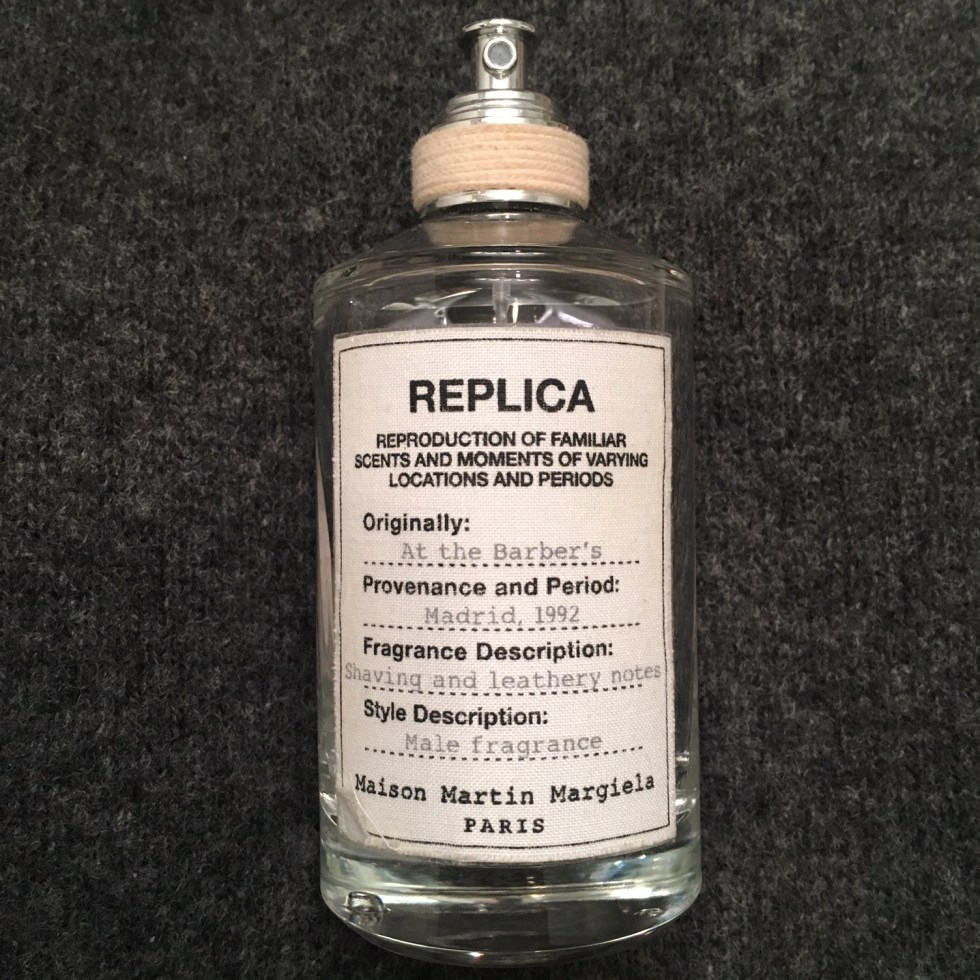 REPLICA
REPRODUCTION OF FAMILIAR
SCENTS AND MOMENTS OF VARYING
LOCATIONS AND PERIODS
Originally:
At the Barber's
Provenance and Period:
Madrid, 1992
Fragrance Description:
Shaving and leathery notes
Style Description:
Male fragrance
Maison Martin Margiela
PARIS